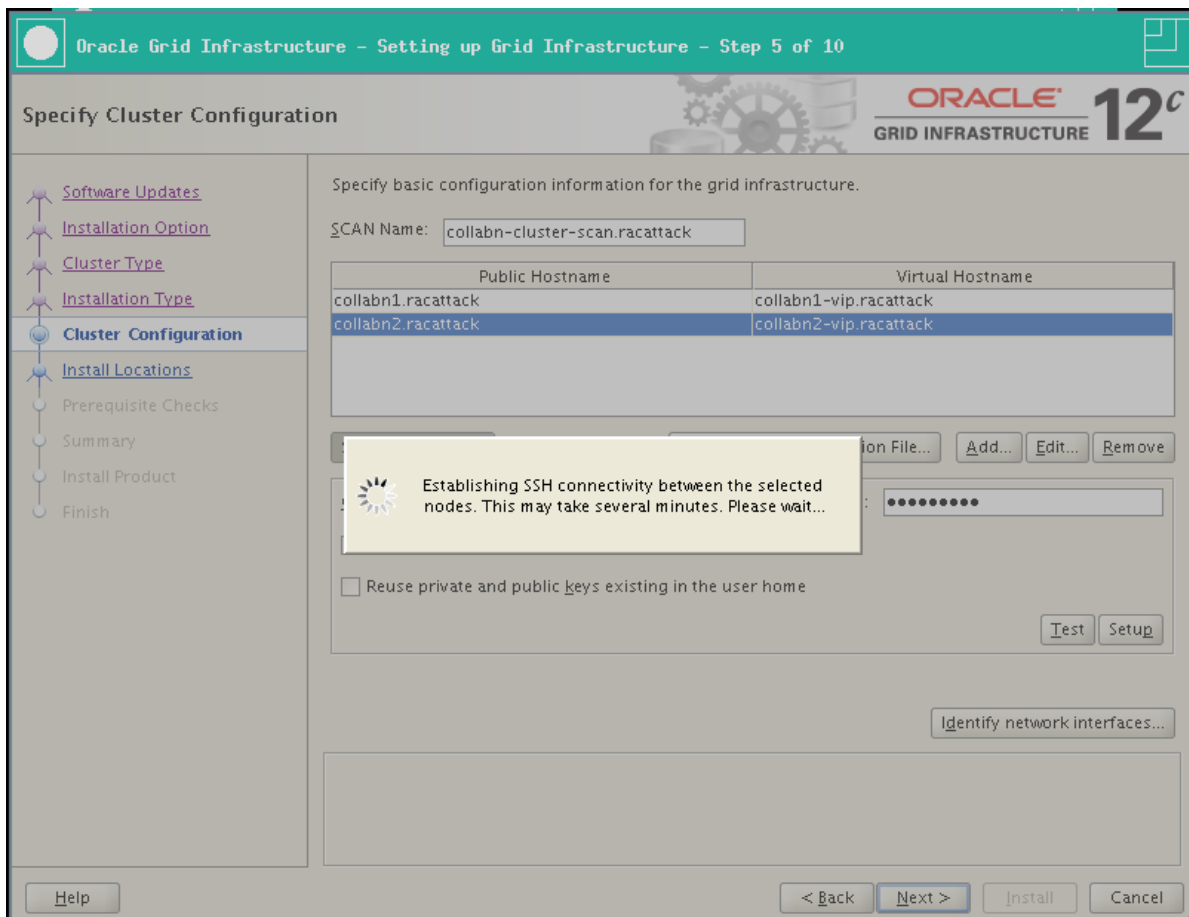 Oracle Grid Infrastructure - Setting up Grid Infrastructure - Step 5 of 10
Specify Cluster Configuration
ORACLE
GRID INFRASTRUCTURE 12c
Software Updates
Installation Option
Cluster Type
Installation Type
Cluster Configuration
Install Locations
Prerequisite Checks
Summary
Install Product
Finish
Specify basic configuration information for the grid infrastructure.
SCAN Name: collabn-cluster-scan.racattack
Public Hostname Virtual Hostname
collabn1.racattack collabn1-vip.racattack
collabn2.racattack collabn2-vip.racattack
File... Add... Edit... Remove
Establishing SSH connectivity between the selected
nodes. This may take several minutes. Please wait...
Reuse private and public keys existing in the user home
Test Setup
Identify network interfaces...
Help < Back Next > Install Cancel